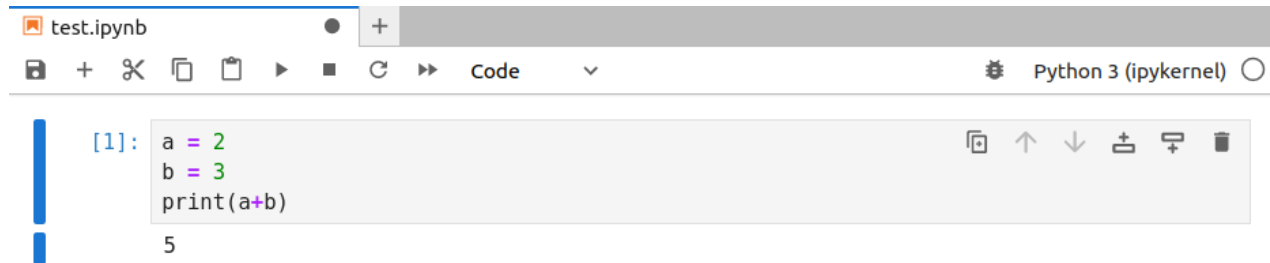 test.ipynb
Code
Python 3 (ipykernel)
[1]: a = 2
b = 3
print(a+b)
5